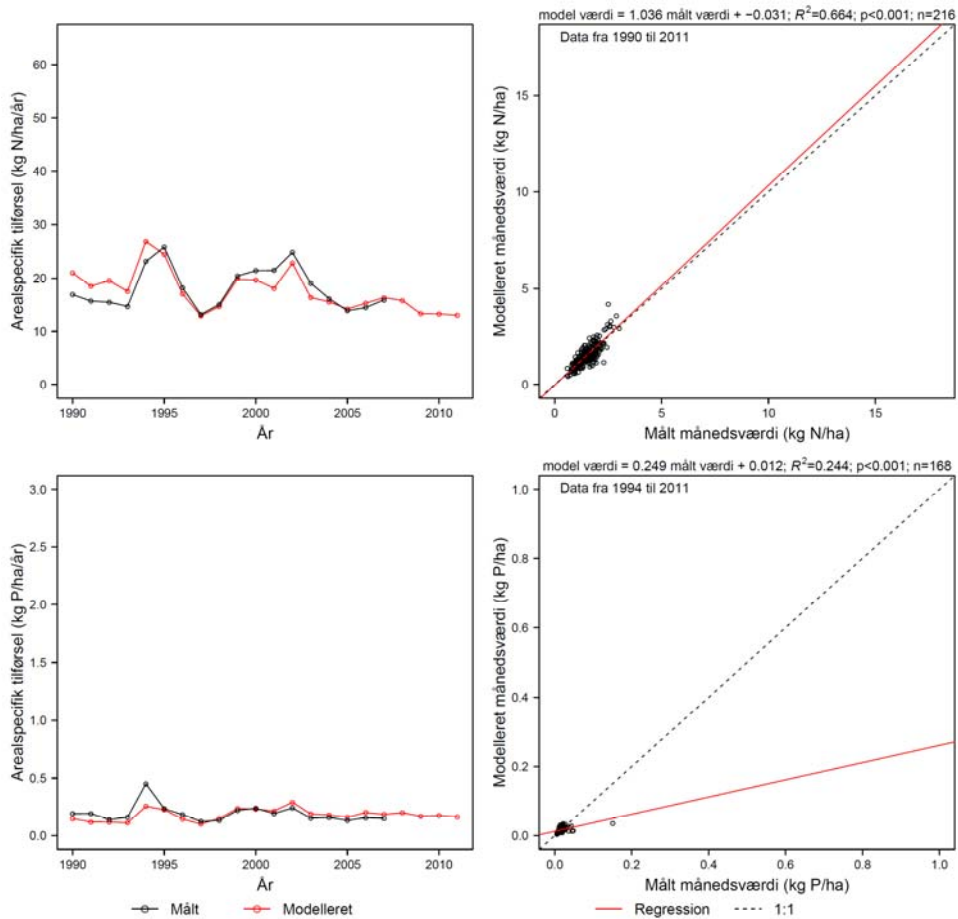 model værdi = 1.036 målt værdi + −0.031; R²=0.664; p<0.001; n=216
Arealspecifik tilførsel (kg N/ha/år)
60
50
40
30
20
10
0
1990 1995 2000 2005 2010
År
Data fra 1990 til 2011
Modelleret månedsværdi (kg N/ha)
15
10
5
0
0 5 10 15
Målt månedsværdi (kg N/ha)
model værdi = 0.249 målt værdi + 0.012; R²=0.244; p<0.001; n=168
Arealspecifik tilførsel (kg P/ha/år)
3.0
2.5
2.0
1.5
1.0
0.5
0.0
1990 1995 2000 2005 2010
År
Data fra 1994 til 2011
Modelleret månedsværdi (kg P/ha)
1.0
0.8
0.6
0.4
0.2
0.0
0.0 0.2 0.4 0.6 0.8 1.0
Målt månedsværdi (kg P/ha)
Målt Modelleret Regression 1:1